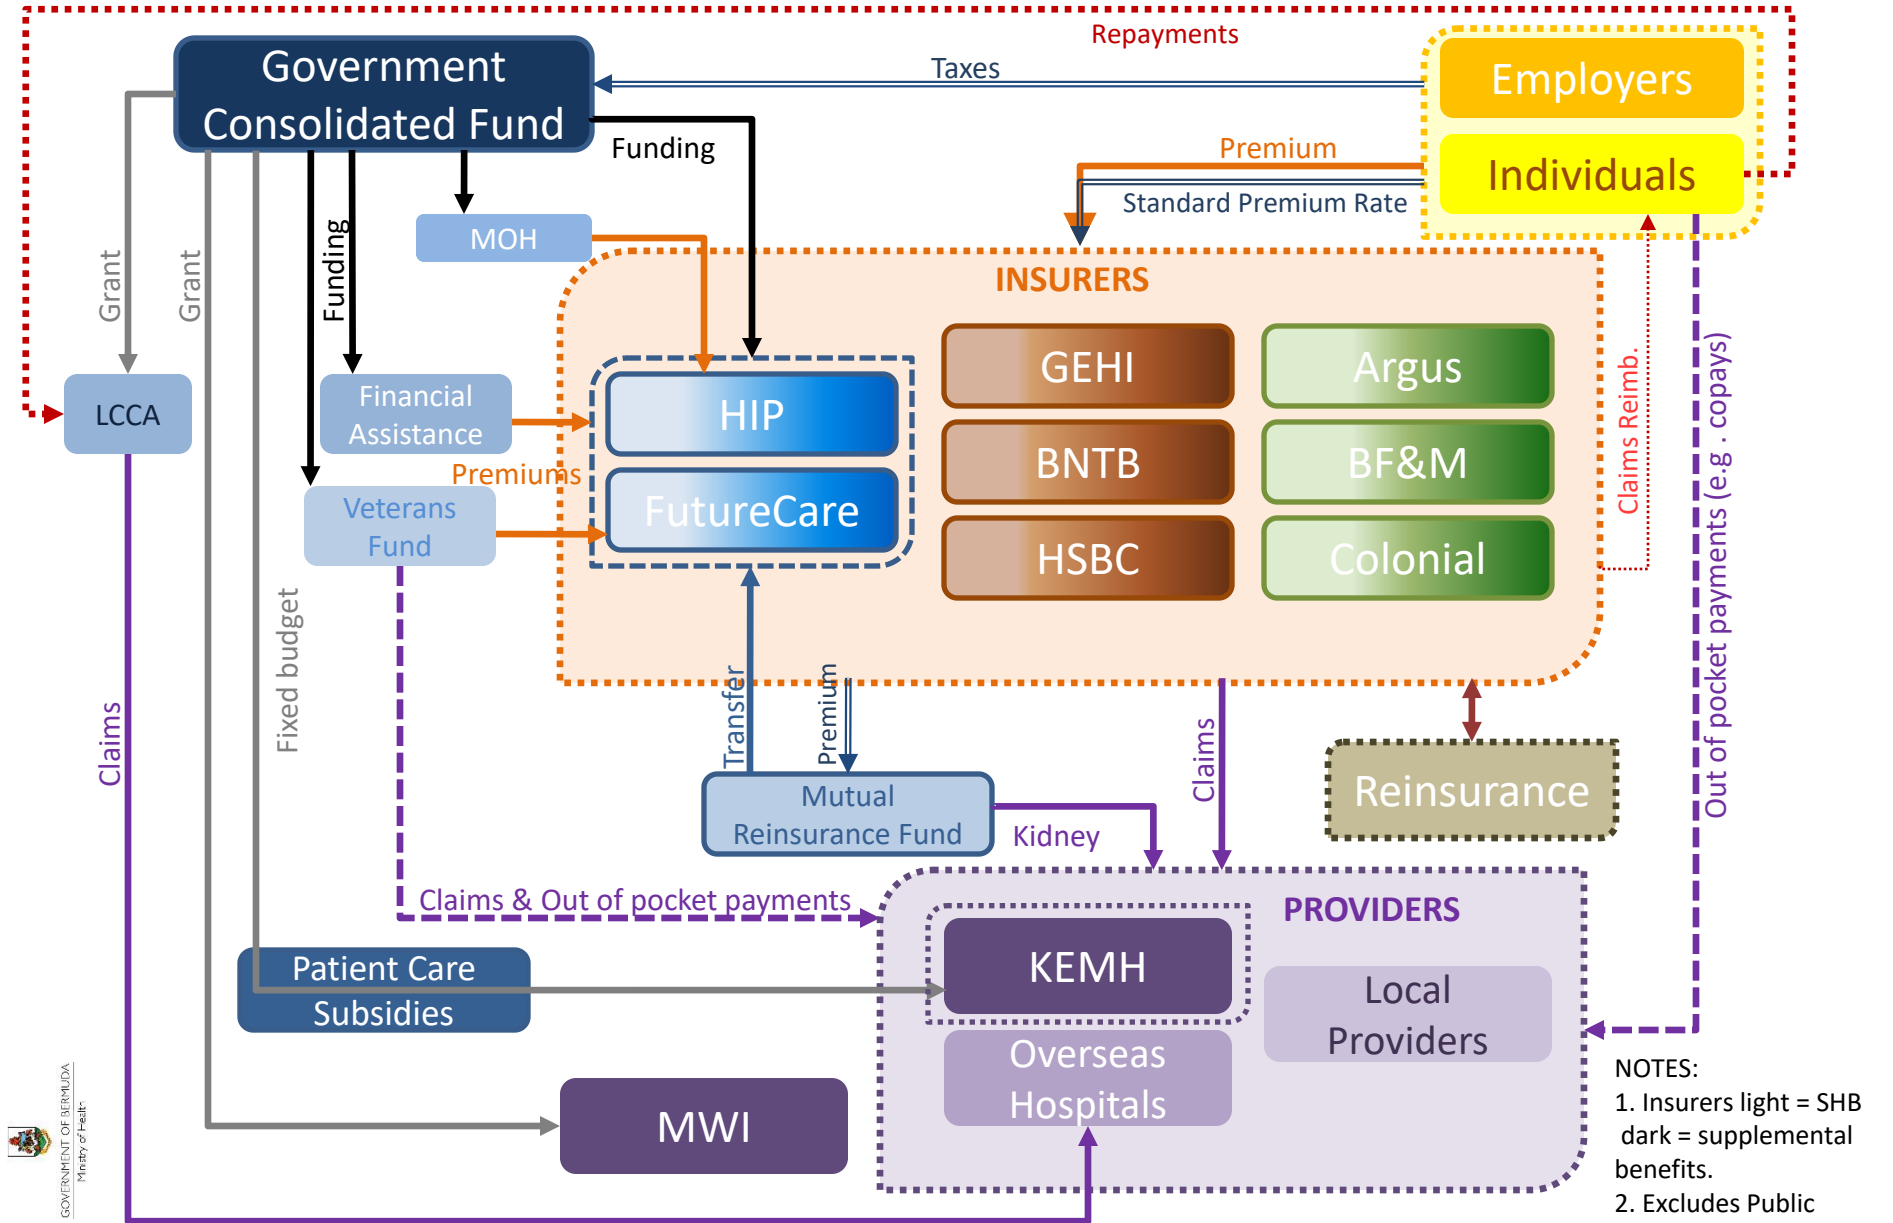 Repayments
Government
Consolidated Fund
Taxes
Employers
Funding
Premium
Individuals
Standard Premium Rate
MOH
Grant
Grant
Funding
INSURERS
GEHI
Argus
LCCA
Financial
Assistance
HIP
BNTB
BF&M
Claims Reimb.
Out of pocket payments (e.g . copays)
Premiums
Veterans
Fund
FutureCare
HSBC
Colonial
Fixed budget
Transfer
Premium
Claims
Claims
Mutual
Reinsurance Fund
Kidney
Reinsurance
Claims & Out of pocket payments
PROVIDERS
KEMH
Patient Care
Subsidies
Local
Providers
Overseas
Hospitals
MWI
NOTES:
1. Insurers light = SHB
dark = supplemental
benefits.
2. Excludes Public
GOVERNMENT OF BERMUDA
Ministry of Health